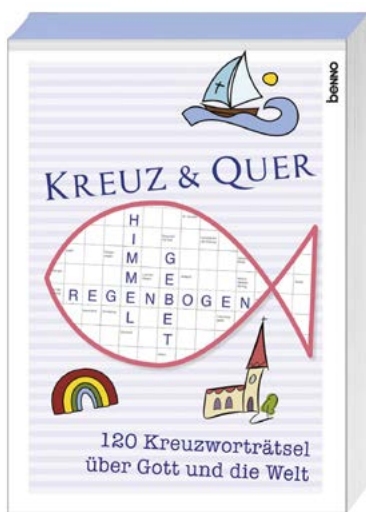 benno
KREUZ & QUER
HIMMEL
GEBET
REGENBOGEN
120 Kreuzworträtsel
über Gott und die Welt